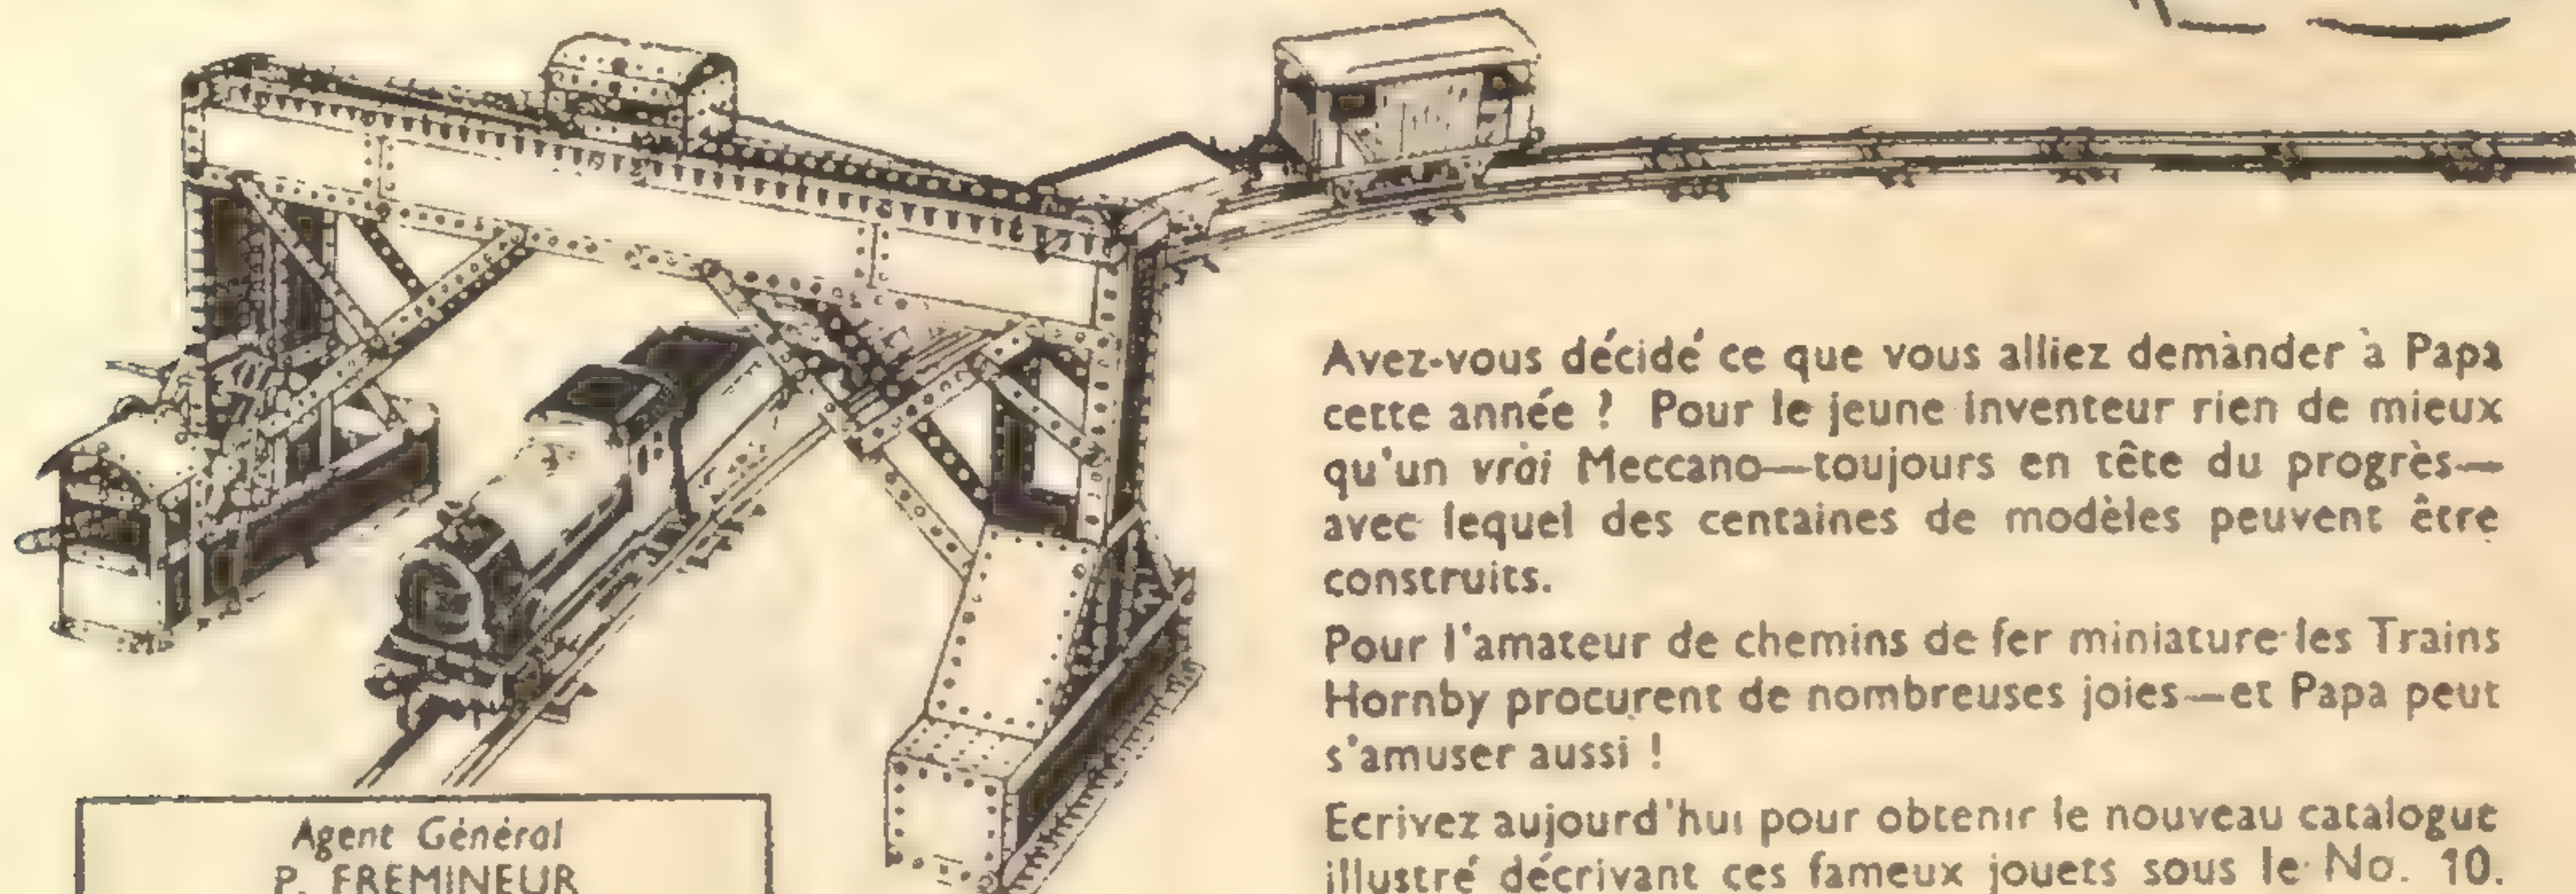 Avez-vous décidé ce que vous alliez demànder à Papa
cette année ? Pour le jeune inventeur rien de mieux
qu'un vrai Meccano—toujours en tête du progrès—
avec lequel des centaines de modèles peuvent être
construits.
Pour l'amateur de chemins de fer miniature les Trains
Hornby procurent de nombreuses joies—et Papa peut
s'amuser aussi !
Ecrivez aujourd'hui pour obtenir le nouveau catalogue
illustré décrivant ces fameux jouets sous le No. 10.
Agent Général
P. FREMINEUR